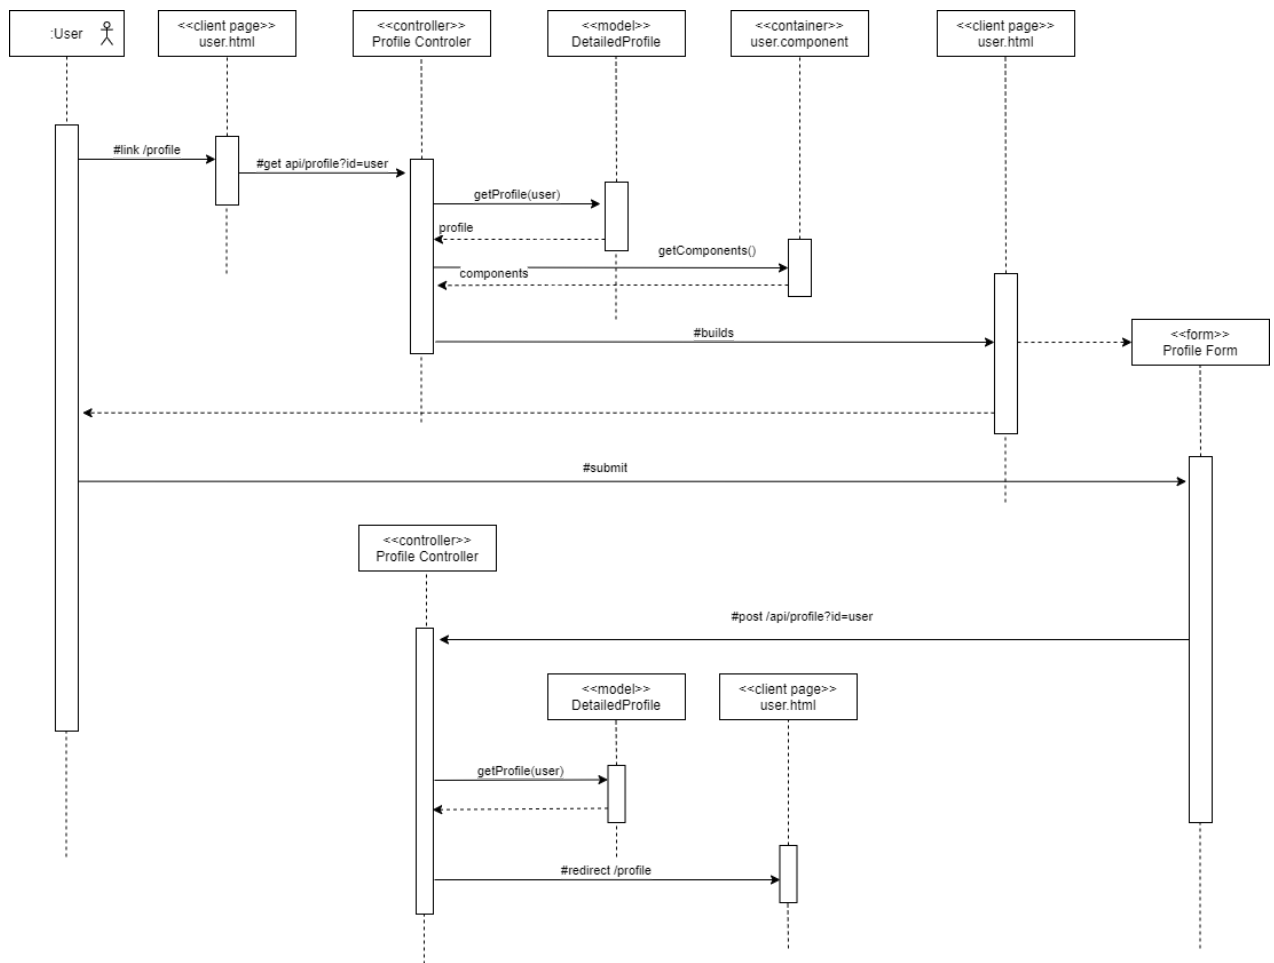 :User
<<client page>>
user.html
<<controller>>
Profile Controler
<<model>>
DetailedProfile
<<container>>
user.component
<<client page>>
user.html
#link /profile
#get api/profile?id=user
getProfile(user)
profile
getComponents()
components
#builds
<<form>>
Profile Form
#submit
<<controller>>
Profile Controller
#post /api/profile?id=user
<<model>>
DetailedProfile
<<client page>>
user.html
getProfile(user)
#redirect /profile